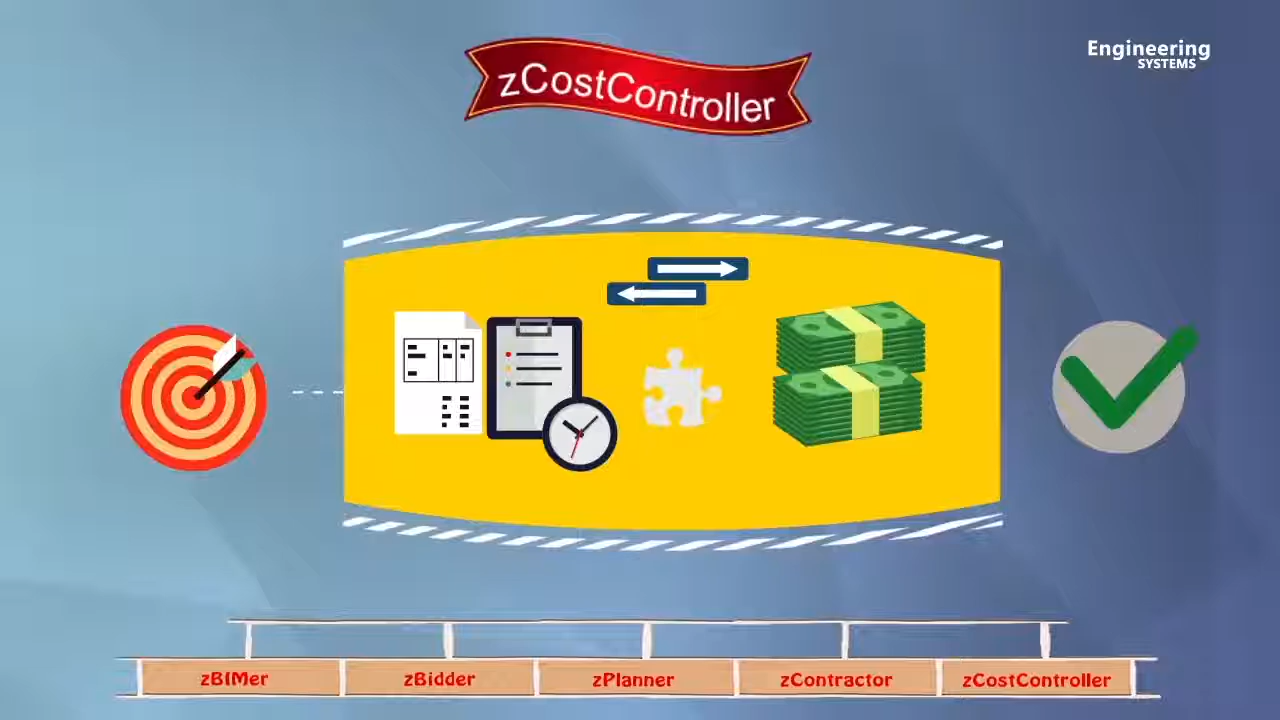 zCostController
Engineering
SYSTEMS
zBIMer
zBidder
zPlanner
zContractor
zCostController